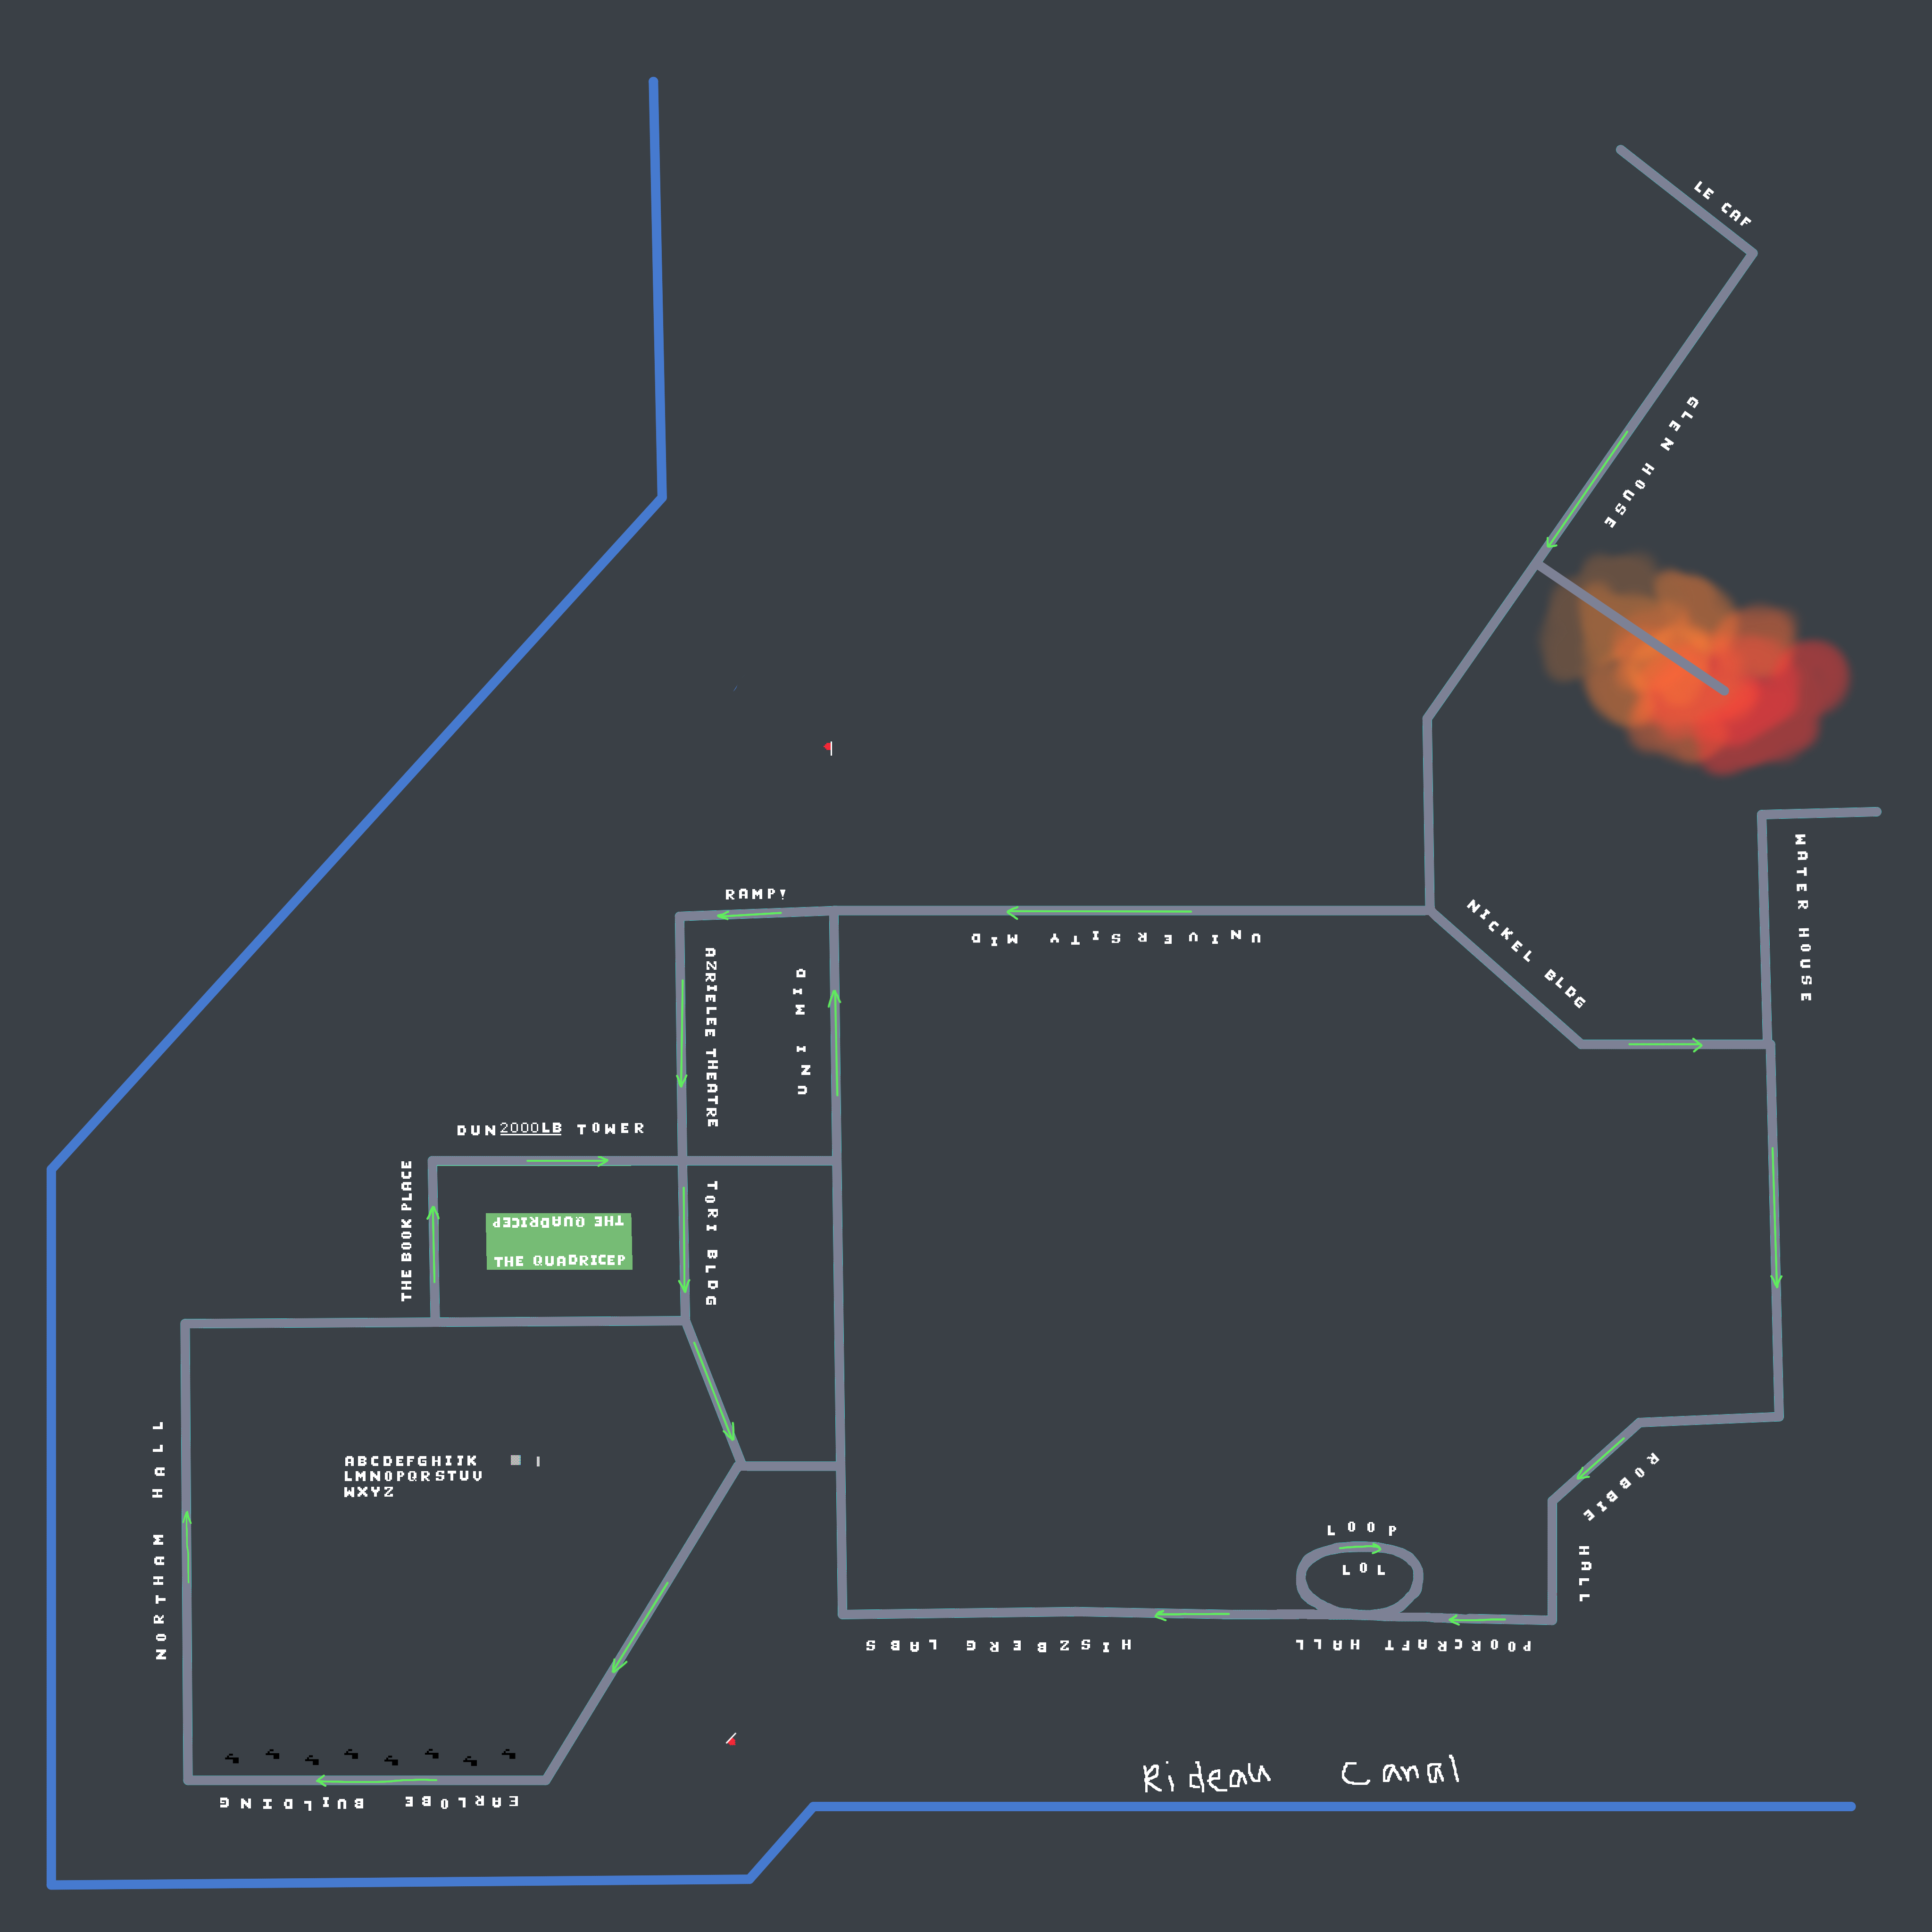 LE CAF
GLEN HOUSE
WATER HOUSE
RAMP!
UNIVERSITY MID
NICKEL BLDG
AZRIELEE THEATRE
UNI MID
DUN2000LB TOWER
THE BOOK PLACE
THE QUADRICEP
THE QUADRICEP
TORI BLDG
NORTHAM HALL
ABCDEFGHIJK
LMNOPQRSTUV
WXYZ
ROBBIE
HALL
LOOP
LOL
HISZBERG LABS
POORCRAFT HALL
Rideau Canal
EARLOBE BUILDING